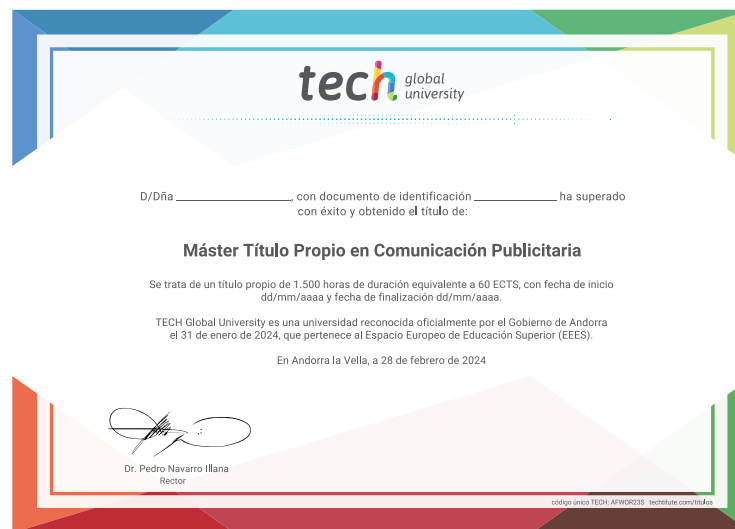 tech global university
D/Dña ____________, con documento de identificación ____________ ha superado
con éxito y obtenido el título de:
Máster Título Propio en Comunicación Publicitaria
Se trata de un título propio de 1.500 horas de duración equivalente a 60 ECTS, con fecha de inicio
dd/mm/aaaa y fecha de finalización dd/mm/aaaa.
TECH Global University es una universidad reconocida oficialmente por el Gobierno de Andorra
el 31 de enero de 2024, que pertenece al Espacio Europeo de Educación Superior (EEES).
En Andorra la Vella, a 28 de febrero de 2024
Dr. Pedro Navarro Illana
Rector
código único TECH: AFWOR23S techtitute.com/titulos